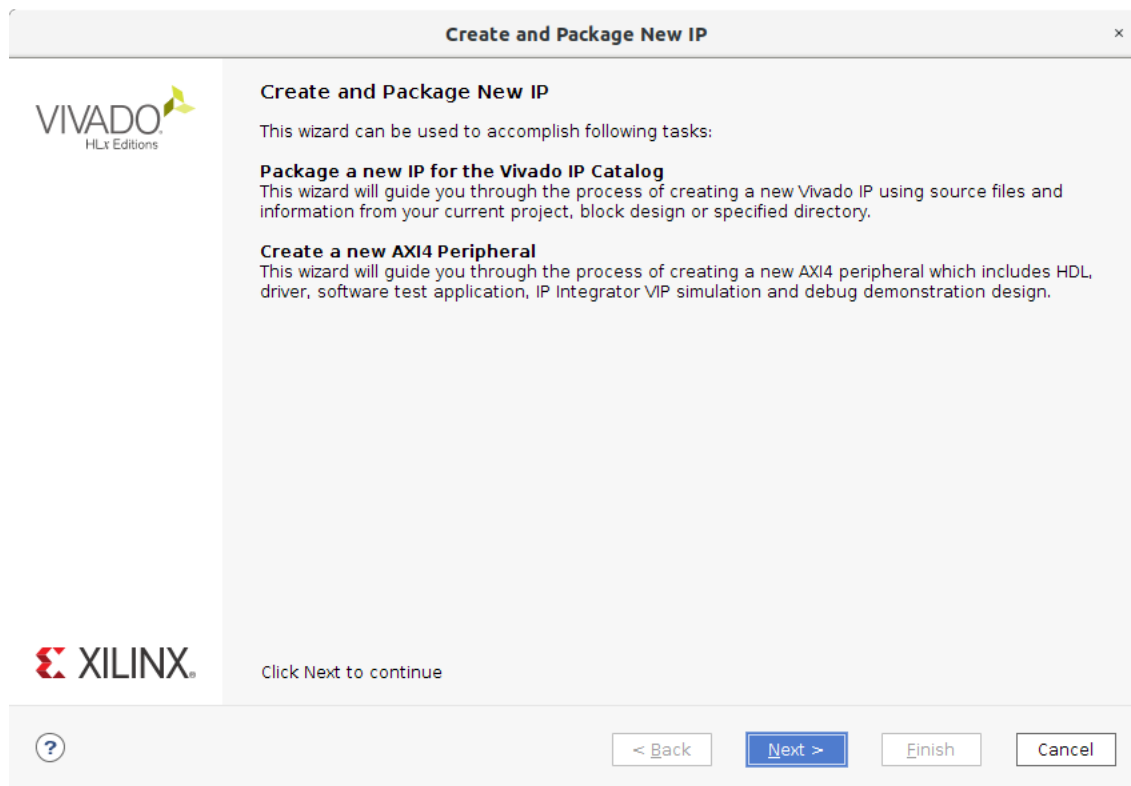 Create and Package New IP
×
VIVADO.
HLx Editions
Create and Package New IP
This wizard can be used to accomplish following tasks:
Package a new IP for the Vivado IP Catalog
This wizard will guide you through the process of creating a new Vivado IP using source files and
information from your current project, block design or specified directory.
Create a new AXI4 Peripheral
This wizard will guide you through the process of creating a new AXI4 peripheral which includes HDL,
driver, software test application, IP Integrator VIP simulation and debug demonstration design.
XILINX®
Click Next to continue
?
< Back
Next >
Finish
Cancel